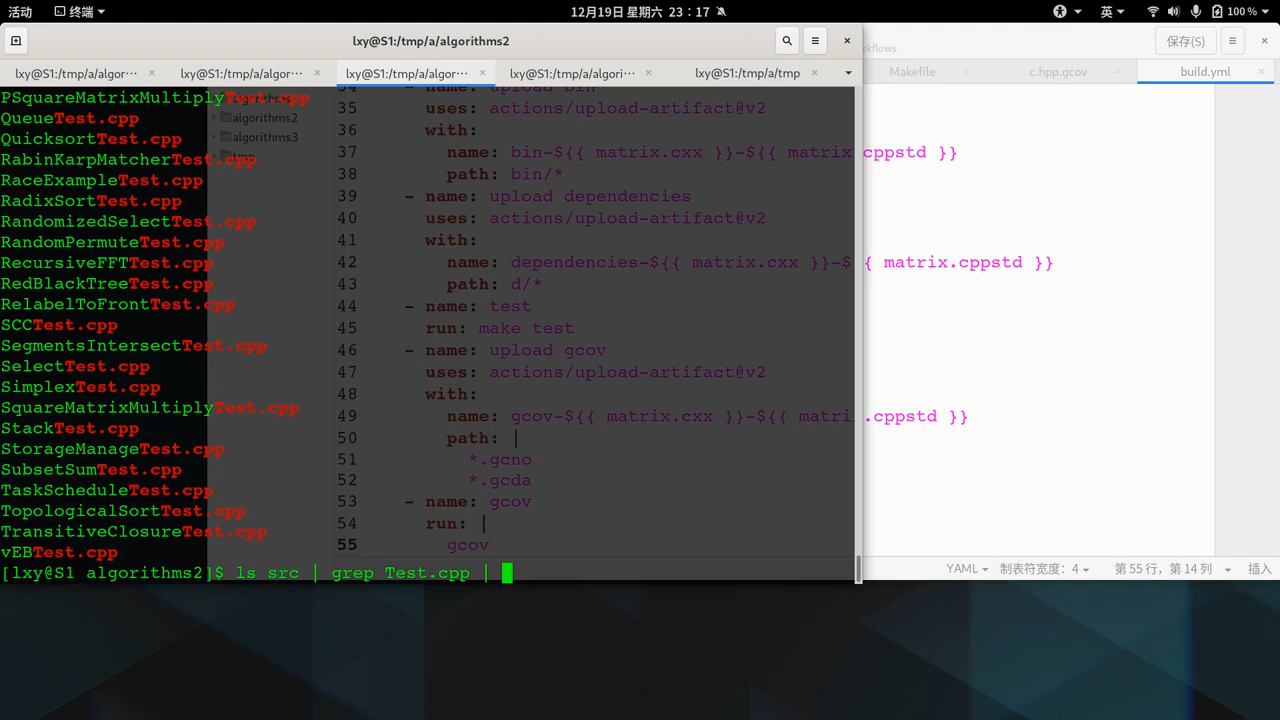 活动 终端 12月19日 星期六 23：17 英 100 %
lxy@S1:/tmp/a/algorithms2
lxy@S1:/tmp/a/algor··· × lxy@S1:/tmp/a/algor··· × lxy@S1:/tmp/a/algor··· × lxy@S1:/tmp/a/algori··· × lxy@S1:/tmp/a/tmp ×
PSquareMatrixMultiplyTest.cpp
QueueTest.cpp
QuicksortTest.cpp
RabinKarpMatcherTest.cpp
RaceExampleTest.cpp
RadixSortTest.cpp
RandomizedSelectTest.cpp
RandomPermuteTest.cpp
RecursiveFFTTest.cpp
RedBlackTreeTest.cpp
RelabelToFrontTest.cpp
SCCTest.cpp
SegmentsIntersectTest.cpp
SelectTest.cpp
SimplexTest.cpp
SquareMatrixMultiplyTest.cpp
StackTest.cpp
StorageManageTest.cpp
SubsetSumTest.cpp
TaskScheduleTest.cpp
TopologicalSortTest.cpp
TransitiveClosureTest.cpp
vEBTest.cpp
[lxy@S1 algorithms2]$ ls src | grep Test.cpp |
algorithms2
algorithms3
tmp
kflows.
保存(S)
Makefile × c.hpp.gcov × build.yml ×
34 - name: upload bin
35 uses: actions/upload-artifact@v2
36 with:
37 name: bin-${{ matrix.cxx }}-${{ matrix.cppstd }}
38 path: bin/*
39 - name: upload dependencies
40 uses: actions/upload-artifact@v2
41 with:
42 name: dependencies-${{ matrix.cxx }}-${{ matrix.cppstd }}
43 path: d/*
44 - name: test
45 run: make test
46 - name: upload gcov
47 uses: actions/upload-artifact@v2
48 with:
49 name: gcov-${{ matrix.cxx }}-${{ matrix.cppstd }}
50 path: |
51 *.gcno
52 *.gcda
53 - name: gcov
54 run: |
55 gcov
YAML 制表符宽度：4 第 55 行，第 14 列 插入